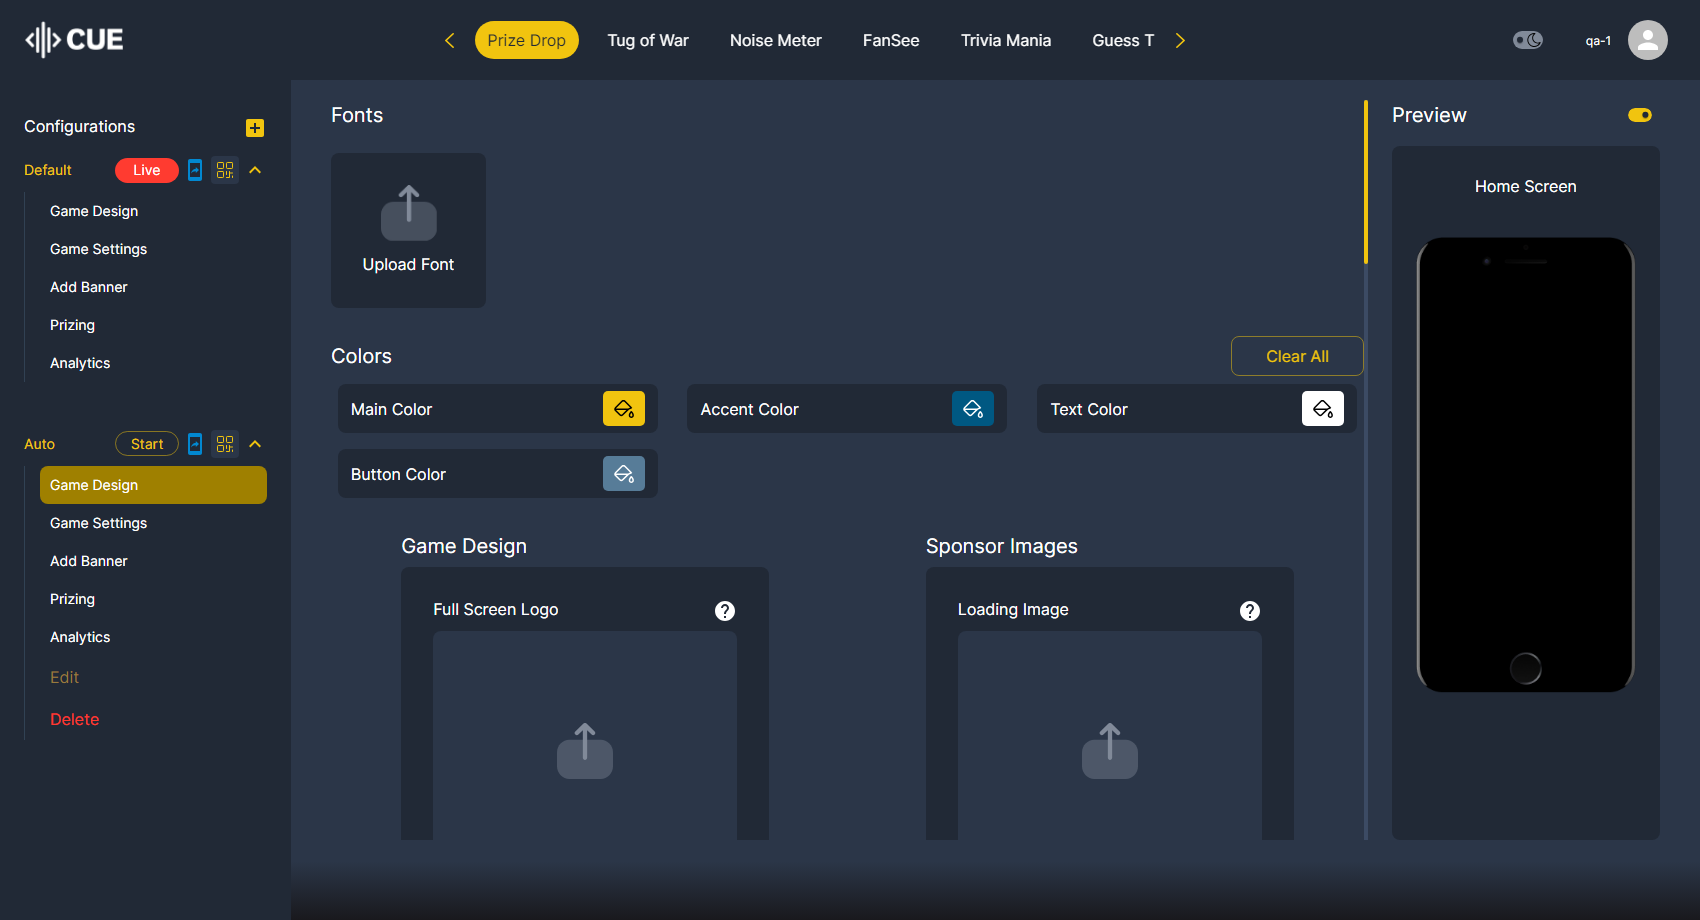 CUE
Prize Drop
Tug of War
Noise Meter
FanSee
Trivia Mania
Guess T
qa-1
Configurations
Default
Live
Game Design
Game Settings
Add Banner
Prizing
Analytics
Auto
Start
Game Design
Game Settings
Add Banner
Prizing
Analytics
Edit
Delete
Fonts
Upload Font
Colors
Clear All
Main Color
Accent Color
Text Color
Button Color
Game Design
Full Screen Logo
?
Sponsor Images
Loading Image
?
Preview
Home Screen